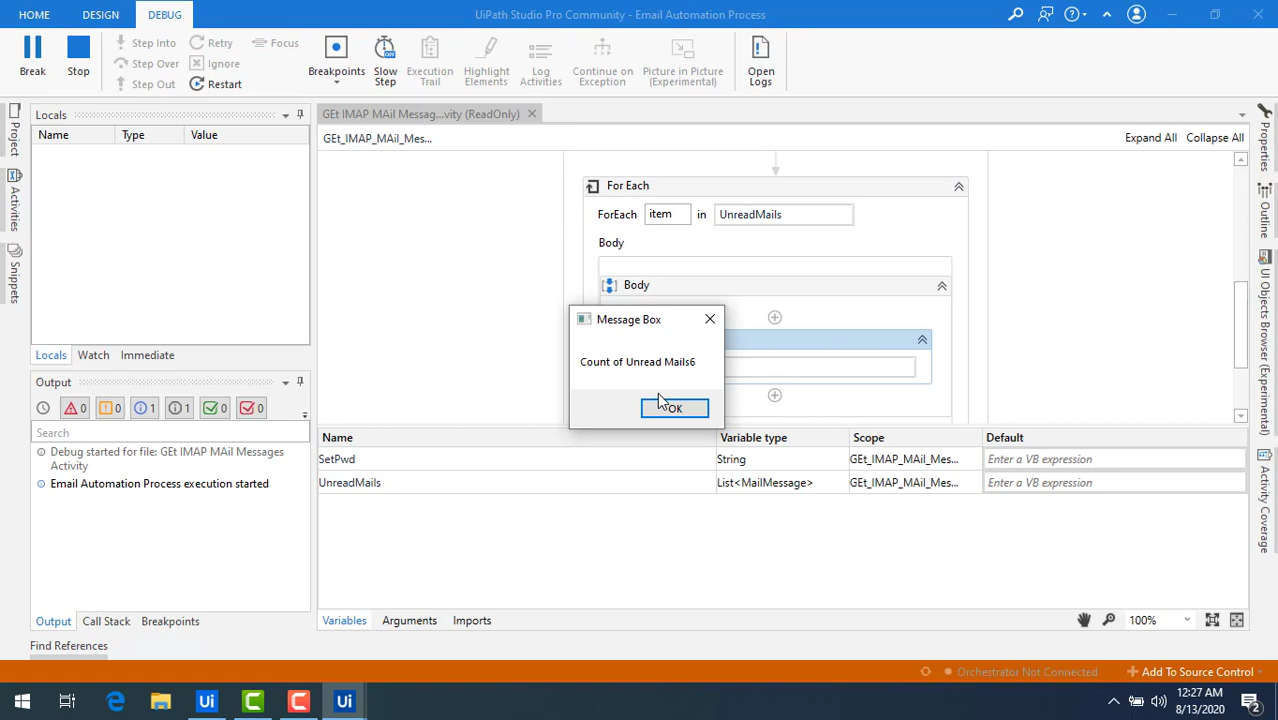 HOME DESIGN DEBUG UiPath Studio Pro Community - Email Automation Process
Break
Stop
Step Into
Step Over
Step Out
Retry
Ignore
Restart
Focus
Breakpoints
Slow
Step
Execution
Trail
Highlight
Elements
Log
Activities
Continue on
Exception
Picture in Picture
(Experimental)
Open
Logs
Project
Activities
Snippets
Locals
Name Type Value
Locals Watch Immediate
Output
0 0 1 1 0 0
Search
Debug started for file: GEt IMAP MAil Messages
Activity
Email Automation Process execution started
Output Call Stack Breakpoints
Find References
GEt IMAP MAil Messag...vity (ReadOnly)
GEt_IMAP_MAil_Mes... Expand All Collapse All
For Each
ForEach item in UnreadMails
Body
Body
Message Box
Count of Unread Mails6
OK
Name Variable type Scope Default
SetPwd String GEt_IMAP_MAil_Mes... Enter a VB expression
UnreadMails List<MailMessage> GEt_IMAP_MAil_Mes... Enter a VB expression
Variables Arguments Imports 100%
Properties
Outline
UI Objects (Experimental)
Activity Coverage
Orchestrator Not Connected Add To Source Control
Ui C C Ui
12:27 AM
8/13/2020
2